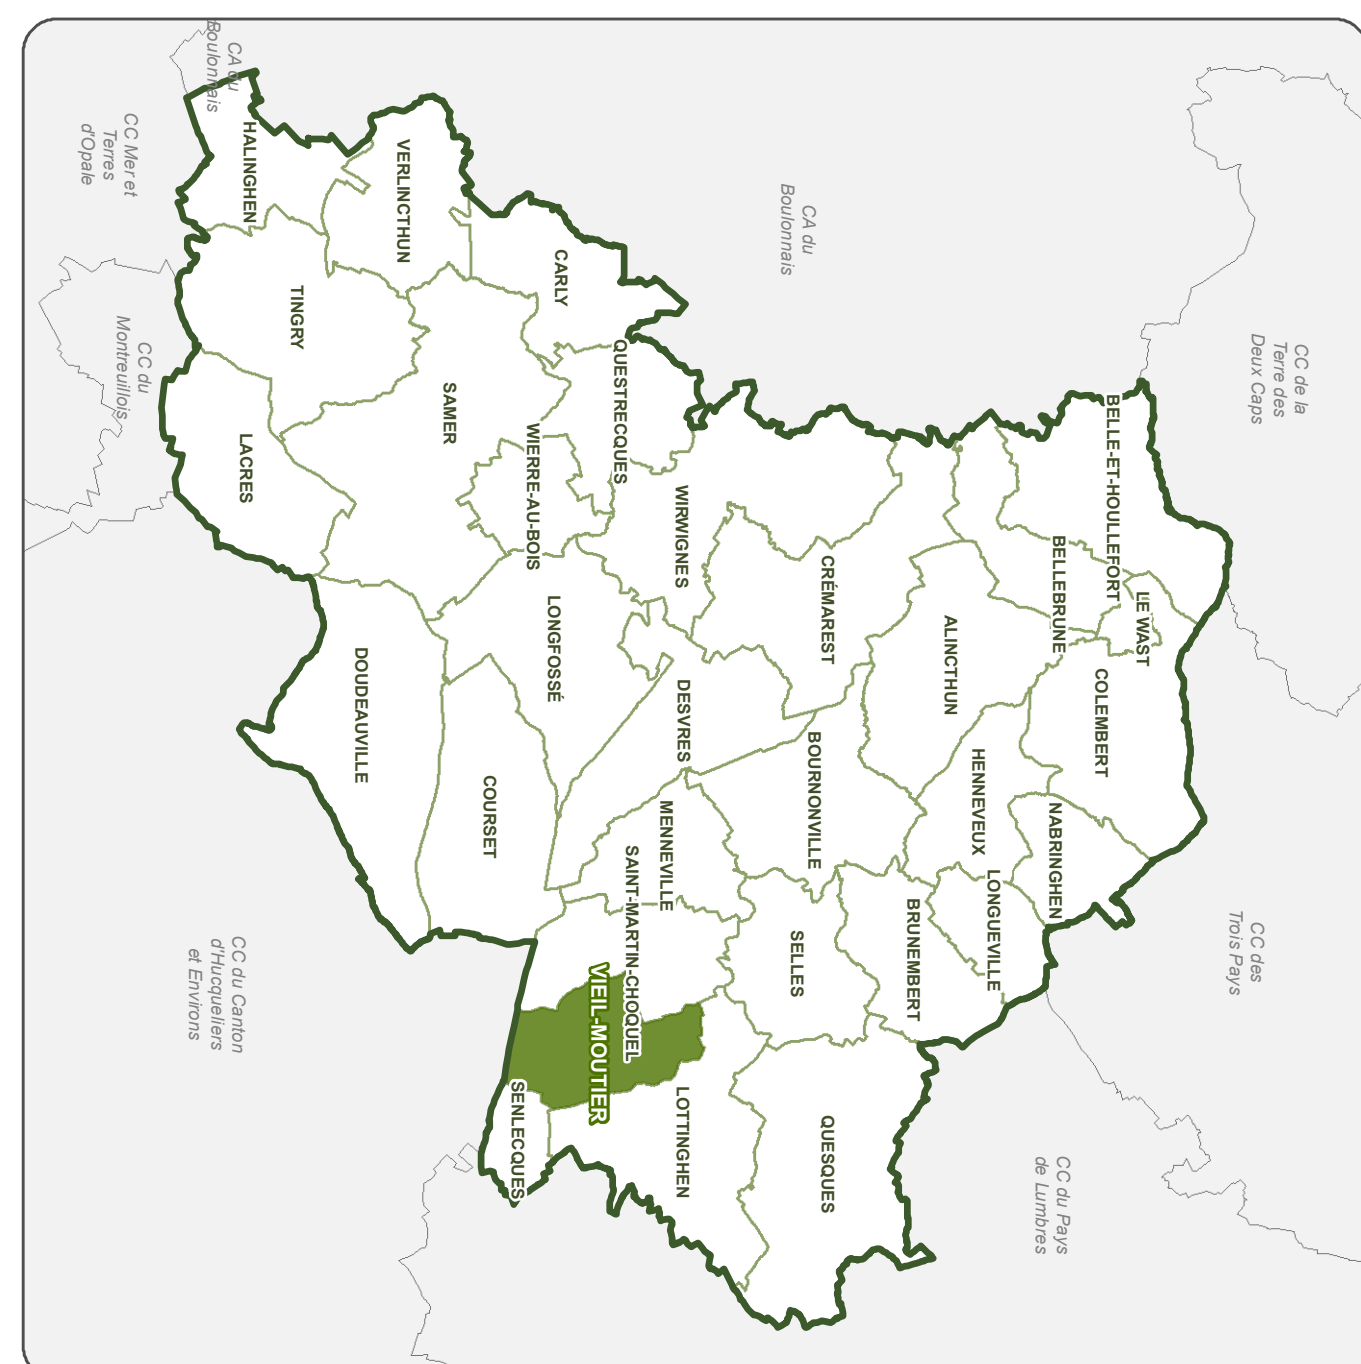 CC de la
Terre des
Deux Caps
CC des
Trois Pays
LE WAST
BELLE-ET-HOULLEFORT
COLEMBERT
BELLEBRUNE
NABRINGHEN
CC du Pays
de Lumbres
LONGUEVILLE
HENNEVEUX
ALINCTHUN
BRUNEMBERT
CA du
Boulonnais
CRÉMAREST
QUESQUES
BOURNONVILLE
SELLES
WIRWIGNES
DESVRES
LOTTINGHEN
MENNEVILLE
SAINT-MARTIN-CHOQUEL
QUESTRECQUES
VIEIL-MOUTIER
CARLY
LONGFOSSÉ
WIERRE-AU-BOIS
SENLECQUES
COURSET
SAMER
VERLINCTHUN
DOUDEAUVILLE
TINGRY
HALINGHEN
LACRES
CA du
Boulonnais
CC du Canton
d'Hucqueliers
et Environs
CC du
Montreuillois
CC Mer et
Terres
d'Opale